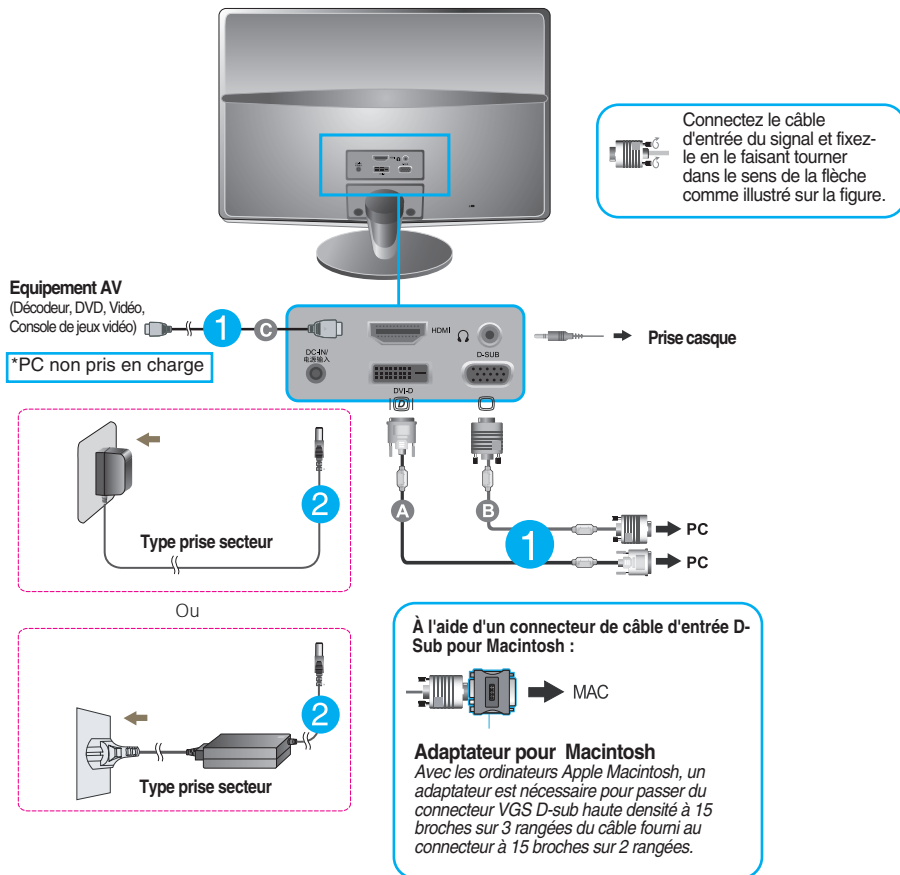 Connectez le câble
d'entrée du signal et fixez-
le en le faisant tourner
dans le sens de la flèche
comme illustré sur la figure.
Equipement AV
(Décodeur, DVD, Vidéo,
Console de jeux vidéo)
1
C
*PC non pris en charge
HDMI
DC-IN/
电源输入
D-SUB
DVI-D
D
Prise casque
2
Type prise secteur
A
B
1
PC
PC
Ou
2
Type prise secteur
À l'aide d'un connecteur de câble d'entrée D-
Sub pour Macintosh :
MAC
Adaptateur pour Macintosh
Avec les ordinateurs Apple Macintosh, un
adaptateur est nécessaire pour passer du
connecteur VGS D-sub haute densité à 15
broches sur 3 rangées du câble fourni au
connecteur à 15 broches sur 2 rangées.